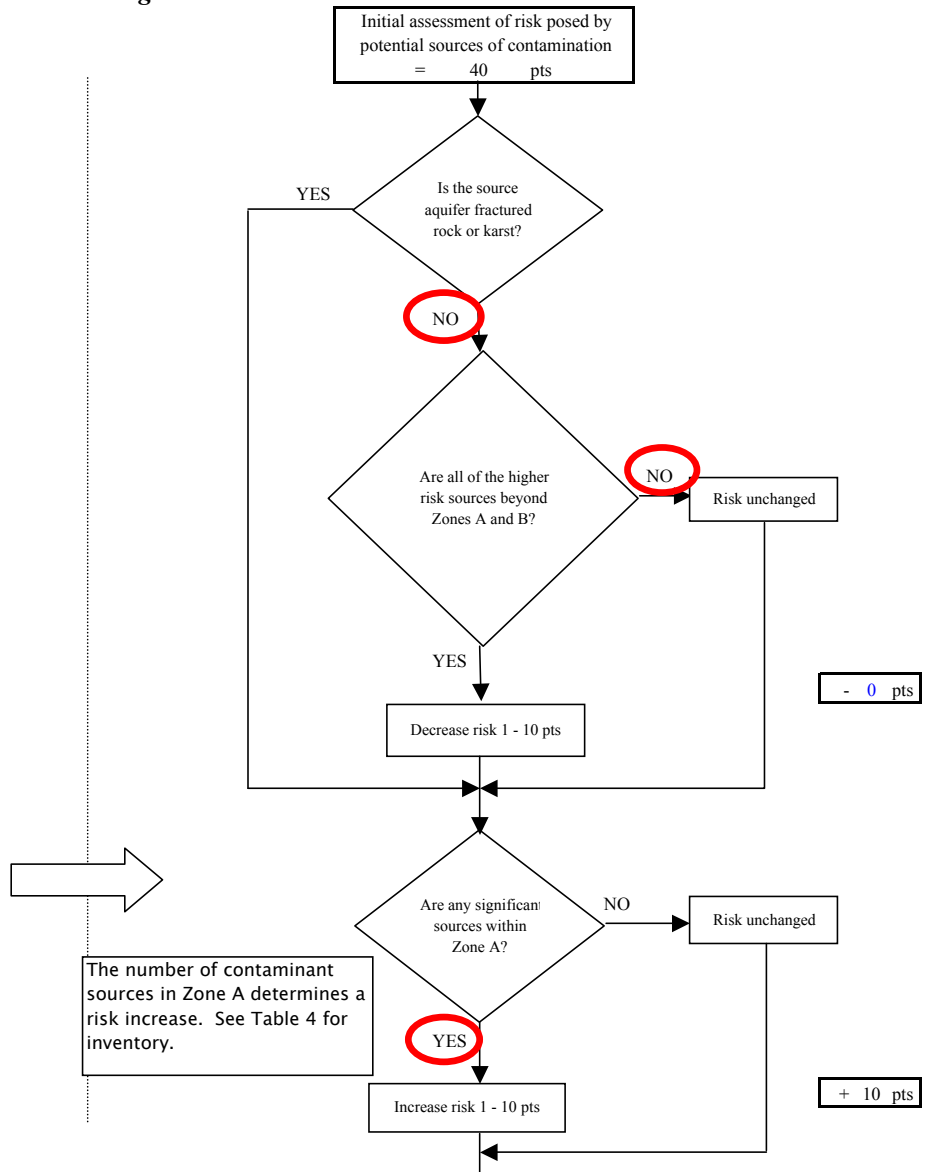 Initial assessment of risk posed by
potential sources of contamination
= 40 pts
YES
Is the source
aquifer fractured
rock or karst?
NO
Are all of the higher
risk sources beyond
Zones A and B?
NO
Risk unchanged
YES
- 0 pts
Decrease risk 1 - 10 pts
Are any significant
sources within
Zone A?
NO
Risk unchanged
The number of contaminant
sources in Zone A determines a
risk increase. See Table 4 for
inventory.
YES
+ 10 pts
Increase risk 1 - 10 pts